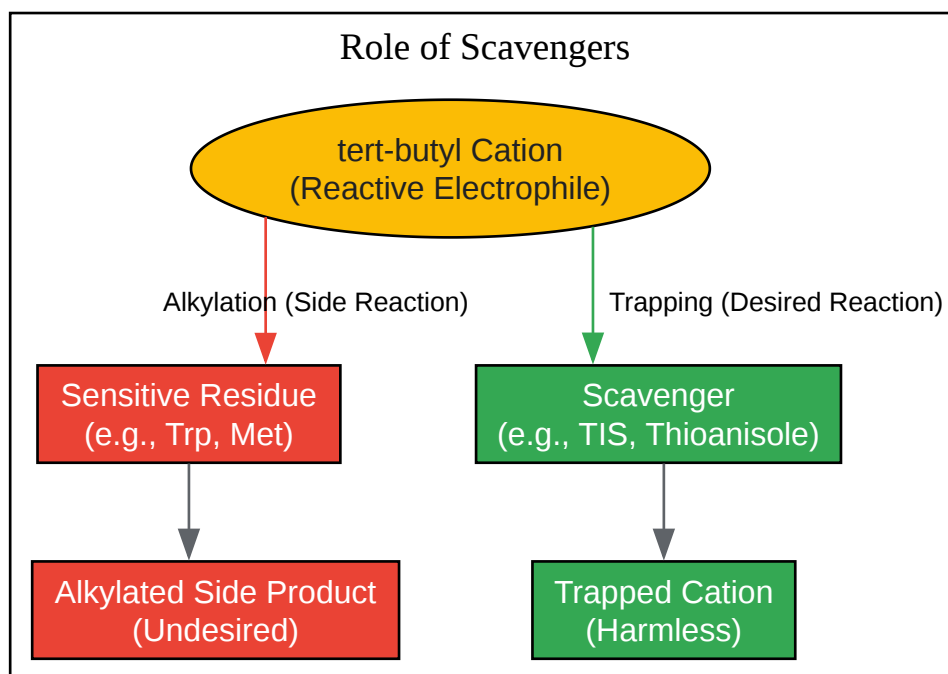 Role of Scavengers
tert-butyl Cation
(Reactive Electrophile)
Alkylation (Side Reaction)
Trapping (Desired Reaction)
Sensitive Residue
(e.g., Trp, Met)
Scavenger
(e.g., TIS, Thioanisole)
Alkylated Side Product
(Undesired)
Trapped Cation
(Harmless)